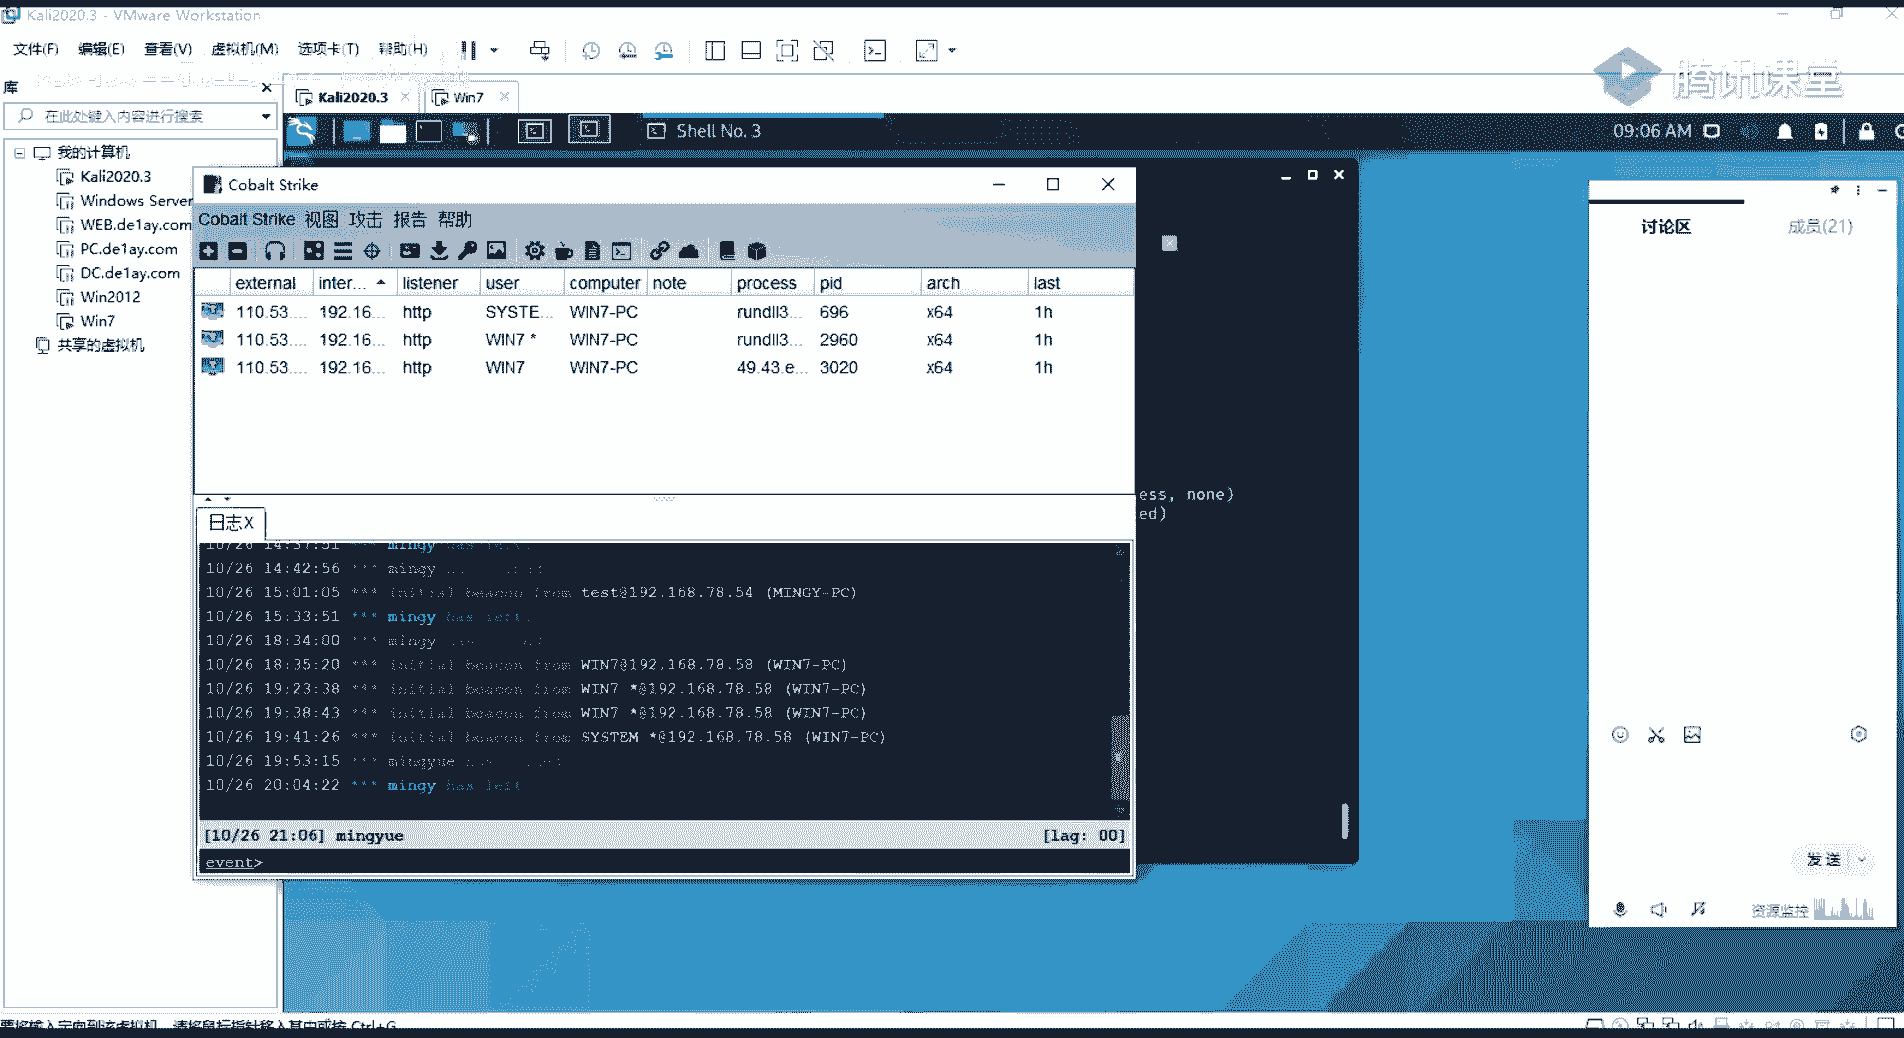 Kali2020.3 - VMware Workstation
文件(F) 编辑(E) 查看(V) 虚拟机(M) 选项卡(T) 帮助(H)
腾讯课堂
库
Kali2020.3 Win7
在此处键入内容进行搜索
Shell No. 3
09:06 AM
我的计算机
Kali2020.3
Windows Server
WEB.de1ay.com
PC.de1ay.com
DC.de1ay.com
Win2012
Win7
共享的虚拟机
Cobalt Strike
Cobalt Strike 视图 攻击 报告 帮助
external inter... listener user computer note process pid arch last
110.53.... 192.16... http SYSTE... WIN7-PC rundll3... 696 x64 1h
110.53.... 192.16... http WIN7 * WIN7-PC rundll3... 2960 x64 1h
110.53.... 192.16... http WIN7 WIN7-PC 49.43.e... 3020 x64 1h
ess, none)
ed)
日志X
10/26 14:37:51 *** mingy has left.
10/26 14:42:56 *** mingy
10/26 15:01:05 *** initial beacon from test@192.168.78.54 (MINGY-PC)
10/26 15:33:51 *** mingy has left.
10/26 18:34:00 *** mingy
10/26 18:35:20 *** initial beacon from WIN7@192.168.78.58 (WIN7-PC)
10/26 19:23:38 *** initial beacon from WIN7 *@192.168.78.58 (WIN7-PC)
10/26 19:38:43 *** initial beacon from WIN7 *@192.168.78.58 (WIN7-PC)
10/26 19:41:26 *** initial beacon from SYSTEM *@192.168.78.58 (WIN7-PC)
10/26 19:53:15 *** mingyue
10/26 20:04:22 *** mingy has left
[10/26 21:06] mingyue [lag: 00]
event>
讨论区 成员(21)
发送
资源监控
要将输入定向到该虚拟机，请将鼠标指针移入其中或按 Ctrl+G